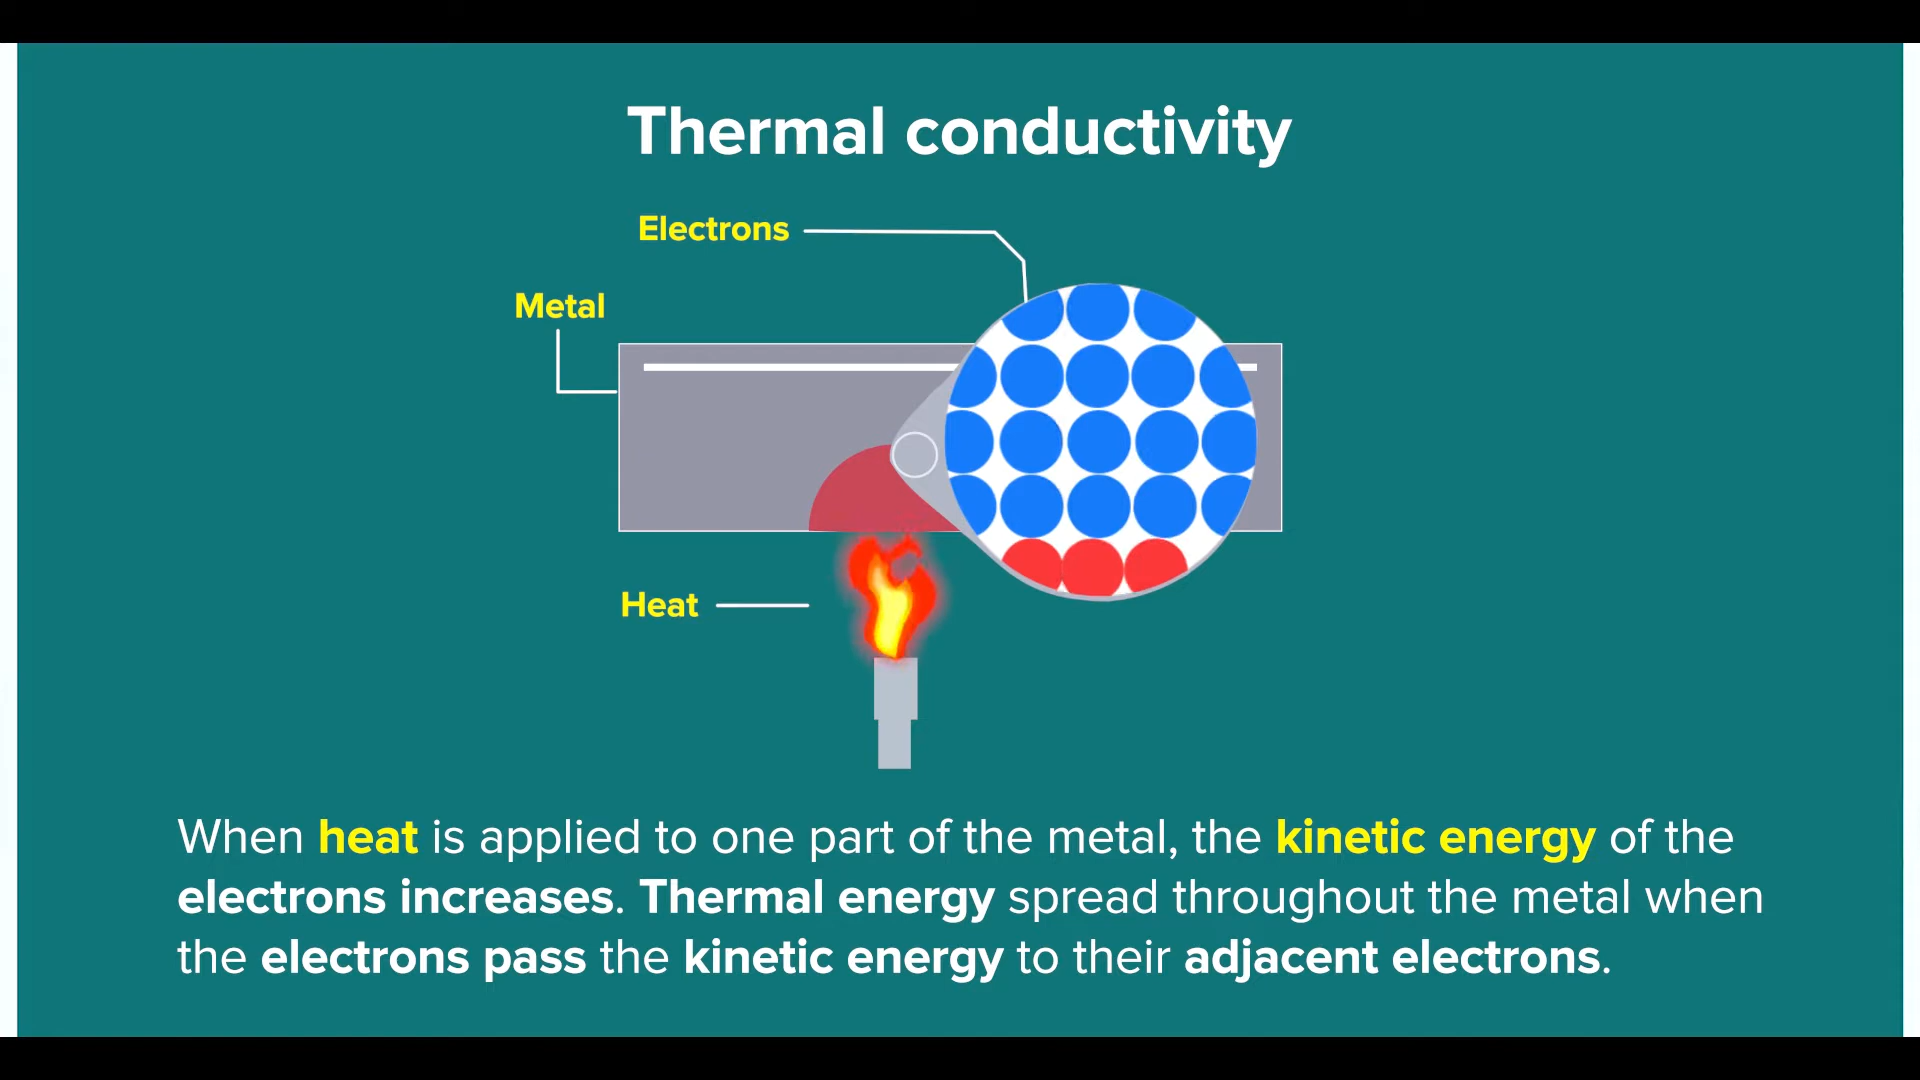 Thermal conductivity
Electrons
Metal
Heat
When heat is applied to one part of the metal, the kinetic energy of the
electrons increases. Thermal energy spread throughout the metal when
the electrons pass the kinetic energy to their adjacent electrons.